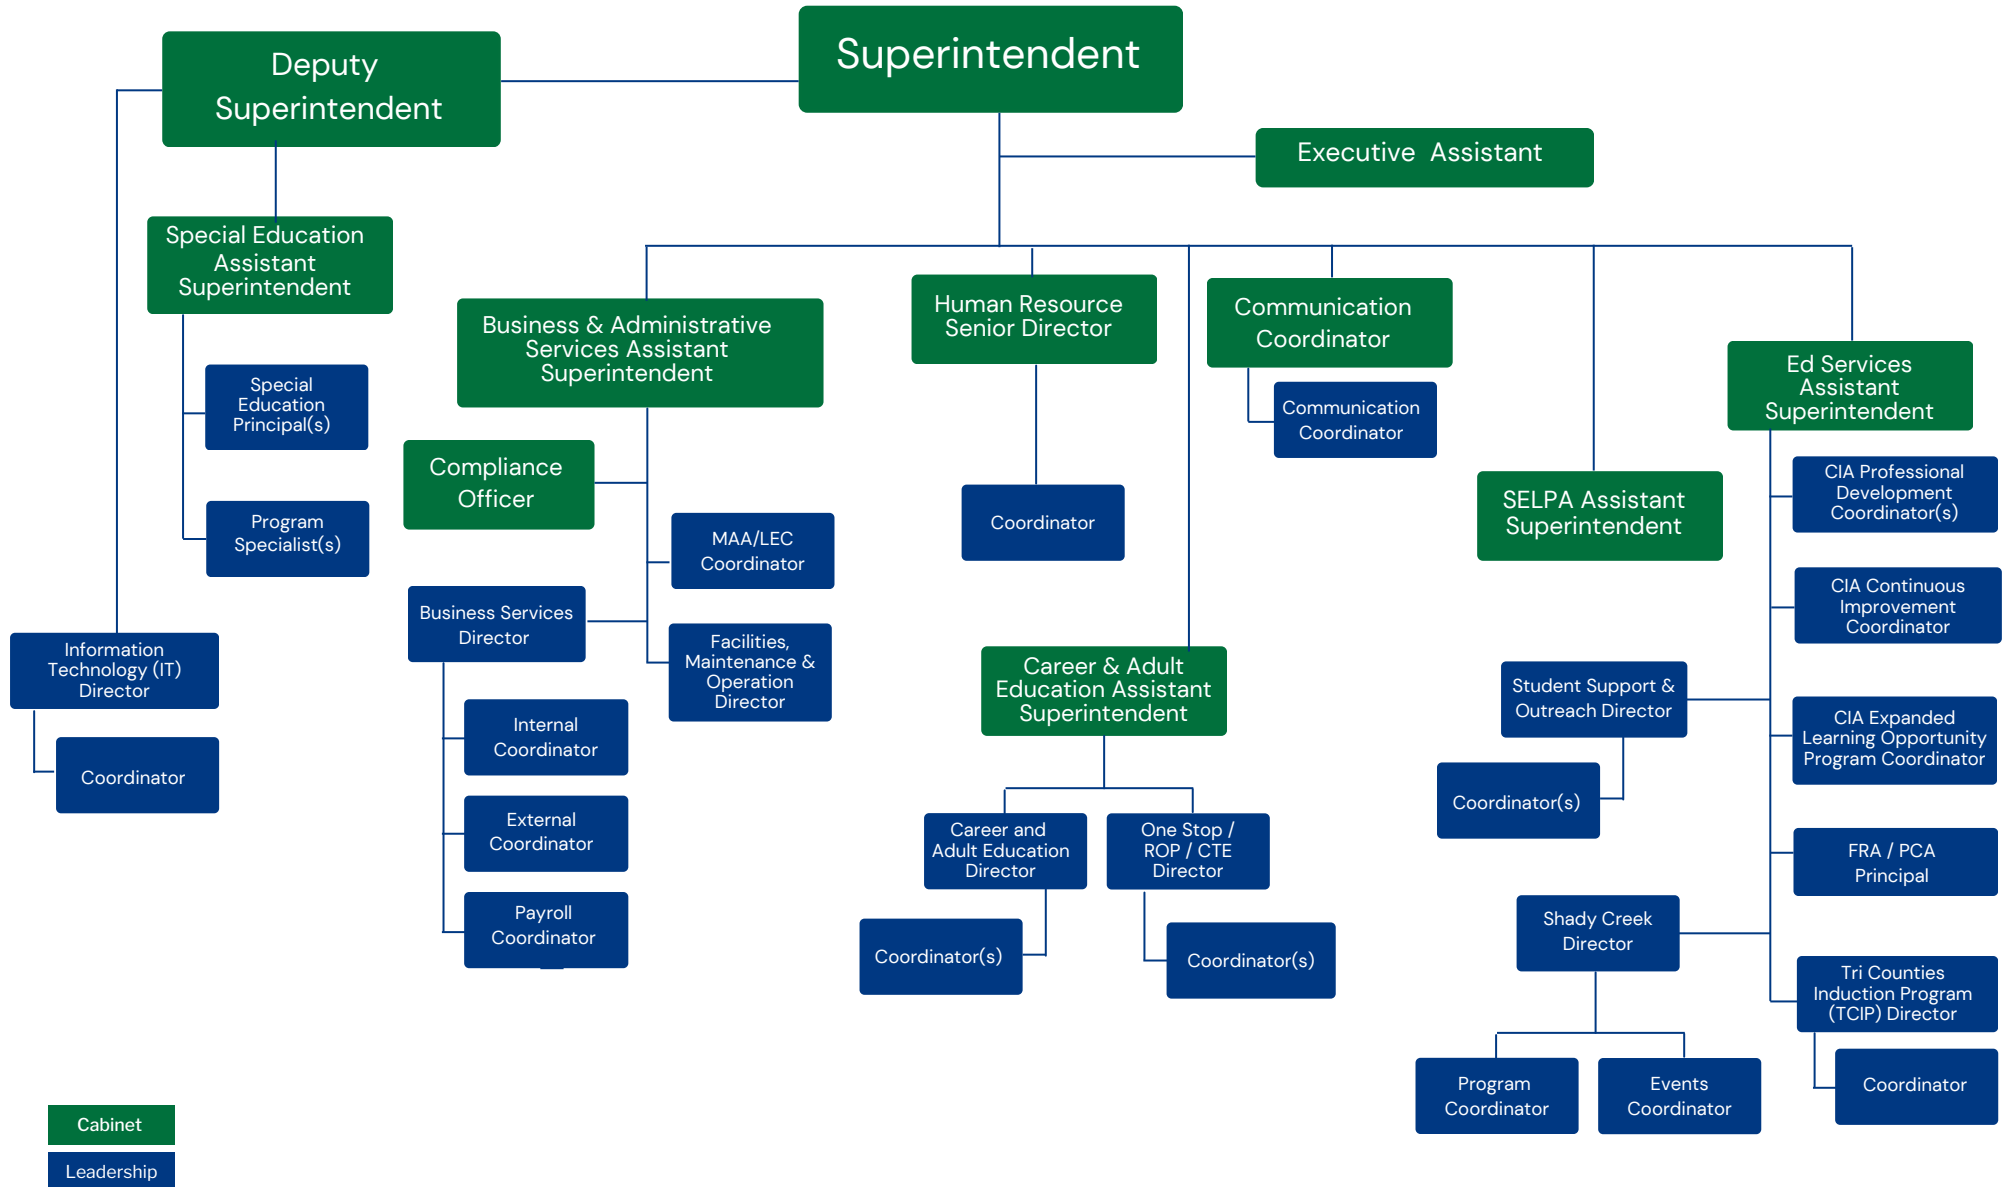 Superintendent
Deputy
Superintendent
Executive Assistant
Special Education
Assistant
Superintendent
Special
Education
Principal(s)
Program
Specialist(s)
Information
Technology (IT)
Director
Coordinator
Business & Administrative
Services Assistant
Superintendent
Compliance
Officer
MAA/LEC
Coordinator
Business Services
Director
Facilities,
Maintenance &
Operation
Director
Internal
Coordinator
External
Coordinator
Payroll
Coordinator
Human Resource
Senior Director
Coordinator
Career & Adult
Education Assistant
Superintendent
Career and
Adult Education
Director
Coordinator(s)
One Stop /
ROP / CTE
Director
Coordinator(s)
Communication
Coordinator
Communication
Coordinator
SELPA Assistant
Superintendent
Ed Services
Assistant
Superintendent
CIA Professional
Development
Coordinator(s)
CIA Continuous
Improvement
Coordinator
Student Support &
Outreach Director
Coordinator(s)
CIA Expanded
Learning Opportunity
Program Coordinator
FRA / PCA
Principal
Shady Creek
Director
Program
Coordinator
Events
Coordinator
Tri Counties
Induction Program
(TCIP) Director
Coordinator
Cabinet
Leadership